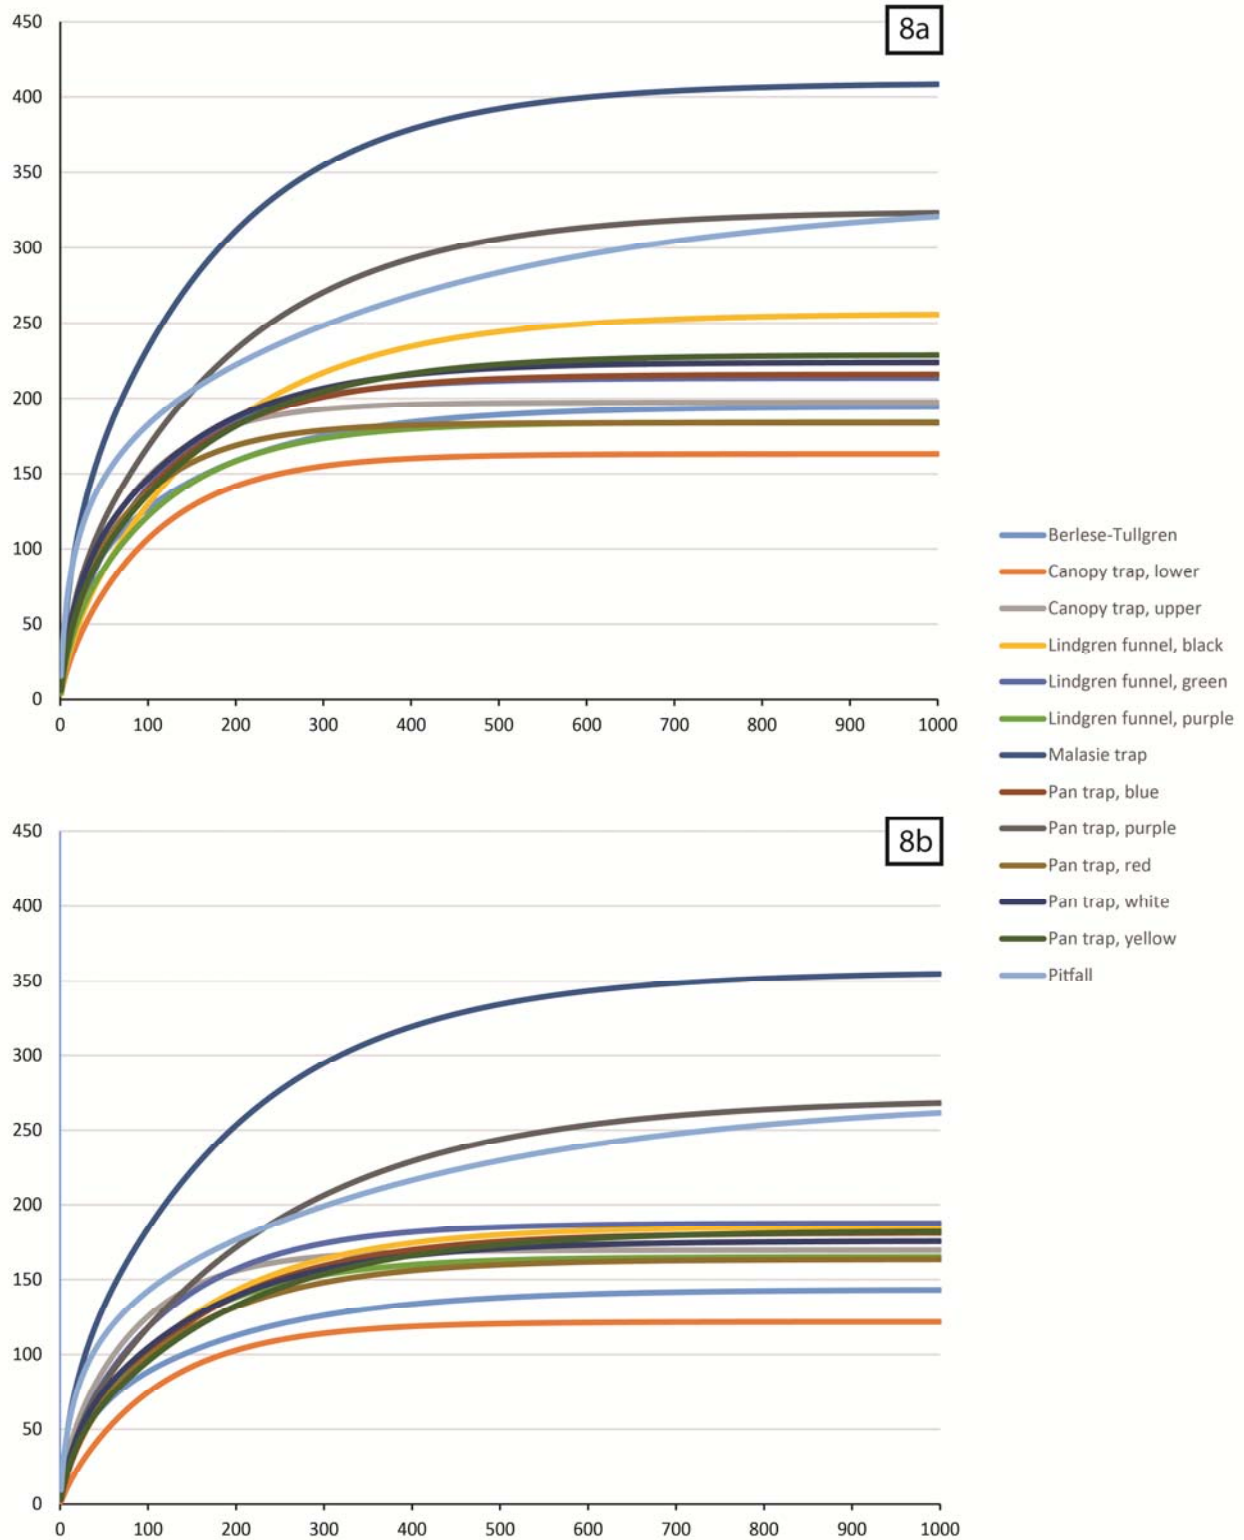 8a
450
400
350
300
250
200
150
100
50
0
0 100 200 300 400 500 600 700 800 900 1000
Berlese-Tullgren
Canopy trap, lower
Canopy trap, upper
Lindgren funnel, black
Lindgren funnel, green
Lindgren funnel, purple
Malasie trap
Pan trap, blue
Pan trap, purple
Pan trap, red
Pan trap, white
Pan trap, yellow
Pitfall
8b
450
400
350
300
250
200
150
100
50
0
0 100 200 300 400 500 600 700 800 900 1000